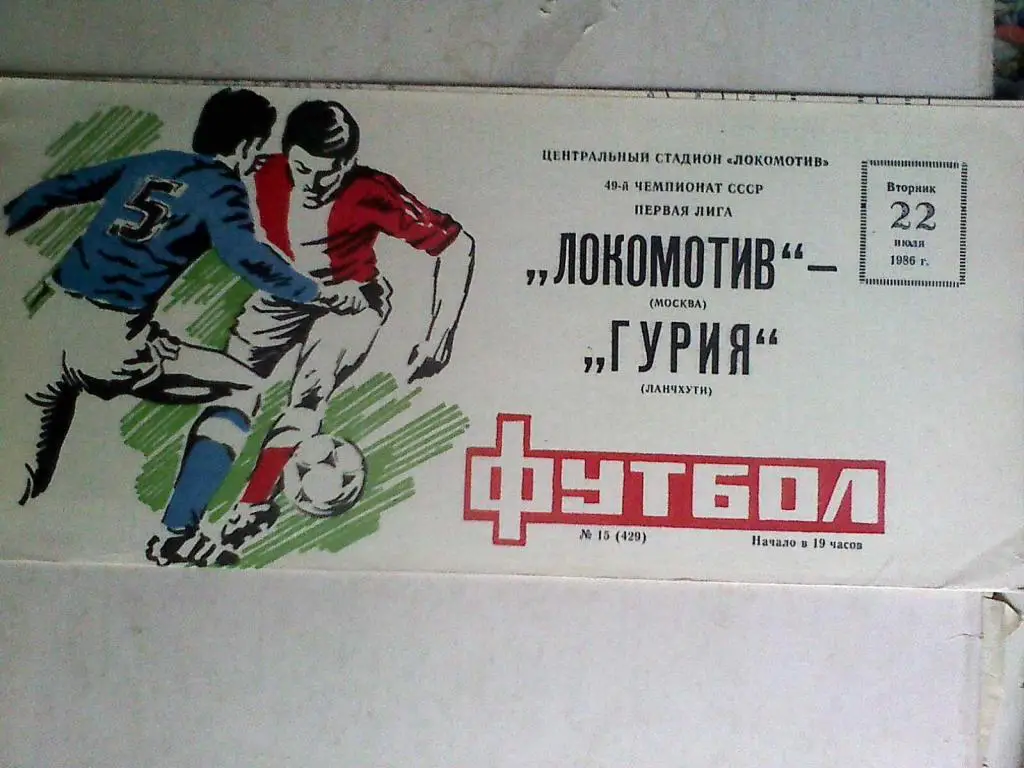 ЦЕНТРАЛЬНЫЙ СТАДИОН «ЛОКОМОТИВ»
49-й ЧЕМПИОНАТ СССР
ПЕРВАЯ ЛИГА
„ЛОКОМОТИВ“ –
(МОСКВА)
„ГУРИЯ“
(ЛАНЧХУТИ)
Вторник
22
июля
1986 г.
ФУТБОЛ
№ 15 (429)
Начало в 19 часов
5